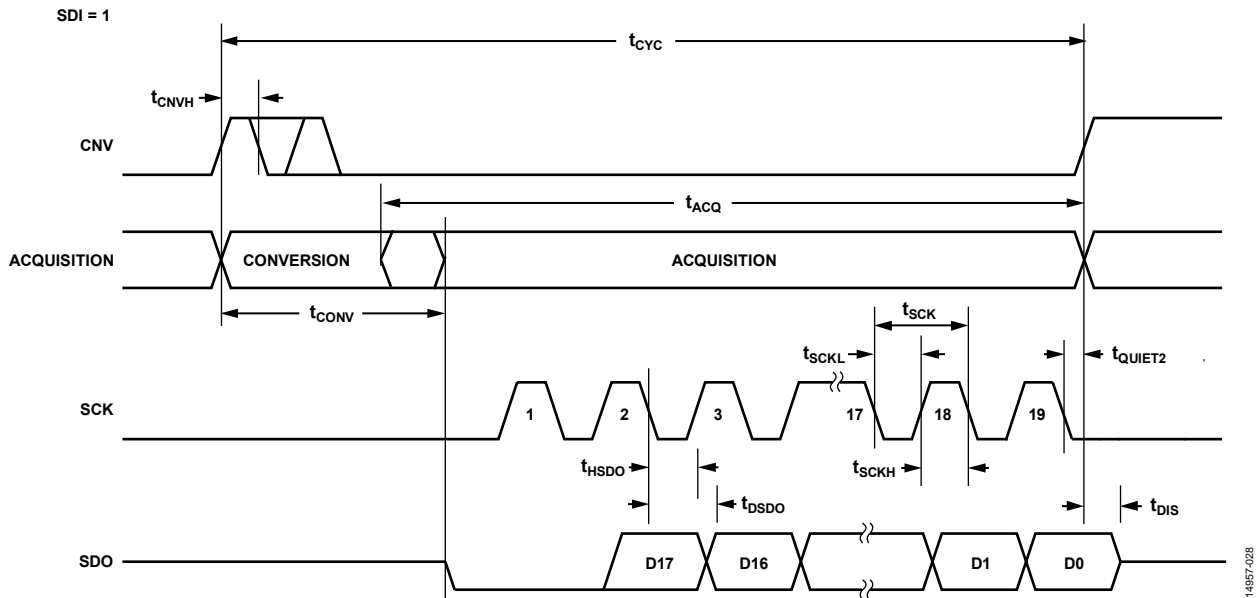 SDI = 1
tCYC
tCNVH
CNV
tACQ
ACQUISITION
CONVERSION
ACQUISITION
tCONV
tSCK
tSCKL
tQUIET2
SCK
1
2
3
17
18
19
tHSDO
tSCKH
tDSDO
tDIS
SDO
D17
D16
D1
D0
14957-028